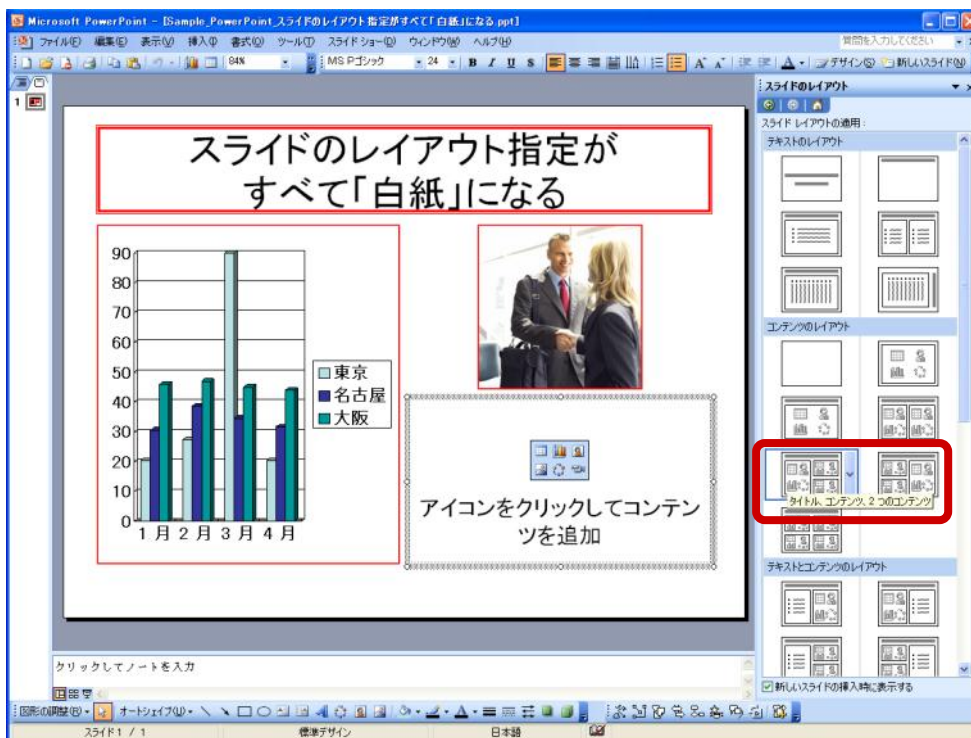 Microsoft PowerPoint - [Sample_PowerPoint_スライドのレイアウト指定がすべて「白紙」になる.ppt]
ファイル(F) 編集(E) 表示(V) 挿入(I) 書式(O) ツール(T) スライド ショー(D) ウィンドウ(W) ヘルプ(H) 質問を入力してください
84% MS Pゴシック 24 B I U S デザイン(S) 新しいスライド(N)
1
スライドのレイアウト
スライド レイアウトの適用:
テキストのレイアウト
スライドのレイアウト指定が
すべて「白紙」になる
90
80
70
60
50
40
30
20
10
0
1月 2月 3月 4月
東京
名古屋
大阪
アイコンをクリックしてコンテン
ツを追加
コンテンツのレイアウト
タイトル、コンテンツ、2 つのコンテンツ
テキストとコンテンツのレイアウト
新しいスライドの挿入時に表示する
クリックしてノートを入力
図形の調整(R) オートシェイプ(U)
スライド 1 / 1 標準デザイン 日本語